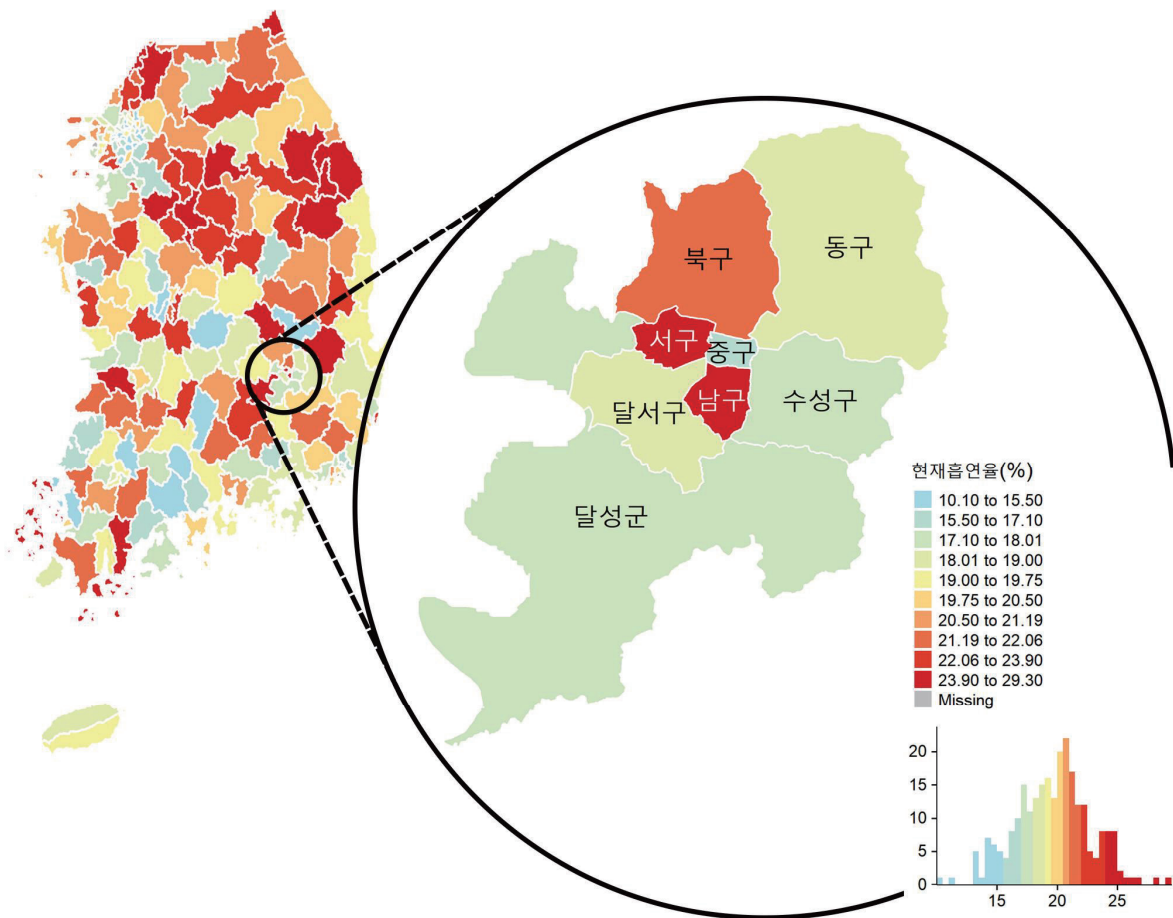 북구
동구
서구
중구
달서구
남구
수성구
달성군
현재흡연율(%)
10.10 to 15.50
15.50 to 17.10
17.10 to 18.01
18.01 to 19.00
19.00 to 19.75
19.75 to 20.50
20.50 to 21.19
21.19 to 22.06
22.06 to 23.90
23.90 to 29.30
Missing
20
15
10
5
0
15 20 25